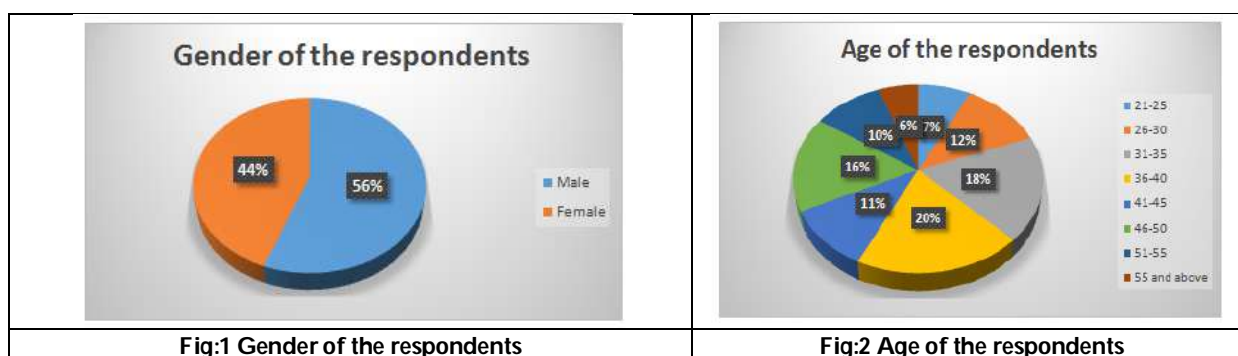 Gender of the respondents
44%
56%
Male
Female
Fig:1 Gender of the respondents
Age of the respondents
6%
7%
10%
12%
16%
18%
11%
20%
21-25
26-30
31-35
36-40
41-45
46-50
51-55
55 and above
Fig:2 Age of the respondents